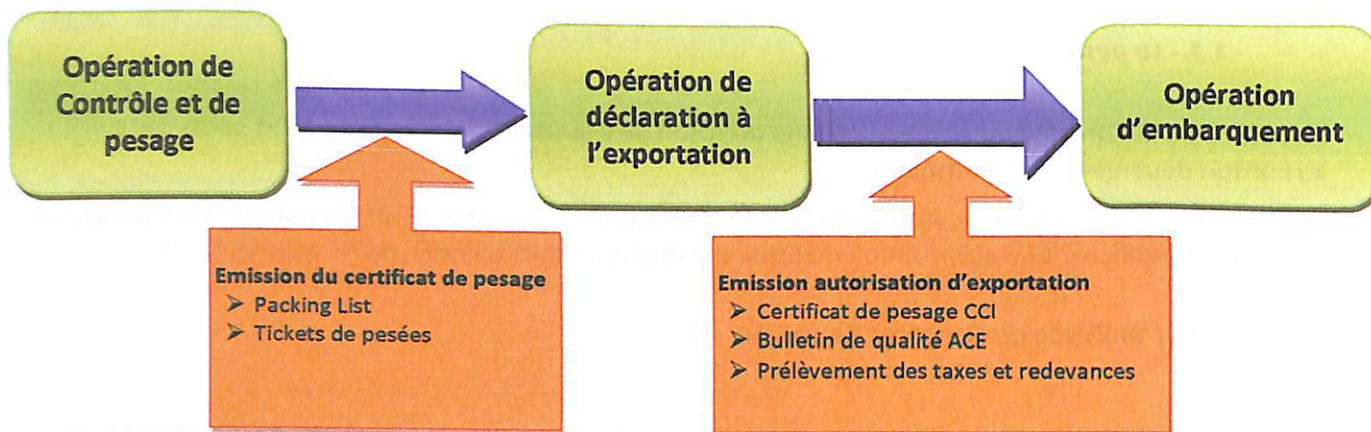 Opération de
Contrôle et de
pesage
Opération de
déclaration à
l'exportation
Opération
d'embarquement
Emission du certificat de pesage
➤ Packing List
➤ Tickets de pesées
Emission autorisation d'exportation
➤ Certificat de pesage CCI
➤ Bulletin de qualité ACE
➤ Prélèvement des taxes et redevances